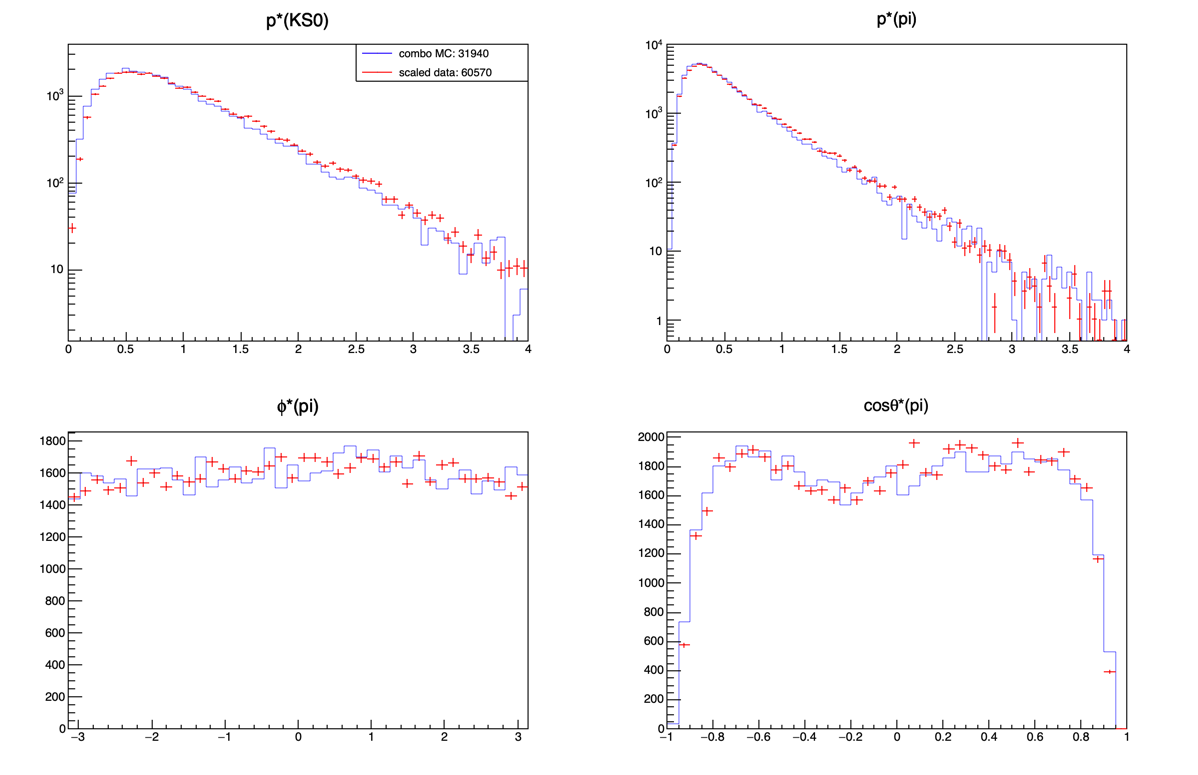 p*(KS0)
combo MC: 31940
scaled data: 60570
10³
10²
10
0 0.5 1 1.5 2 2.5 3 3.5 4
p*(pi)
10⁴
10³
10²
10
1
0 0.5 1 1.5 2 2.5 3 3.5 4
ϕ*(pi)
1800
1600
1400
1200
1000
800
600
400
200
0
−3 −2 −1 0 1 2 3
cosθ*(pi)
2000
1800
1600
1400
1200
1000
800
600
400
200
0
−1 −0.8 −0.6 −0.4 −0.2 0 0.2 0.4 0.6 0.8 1